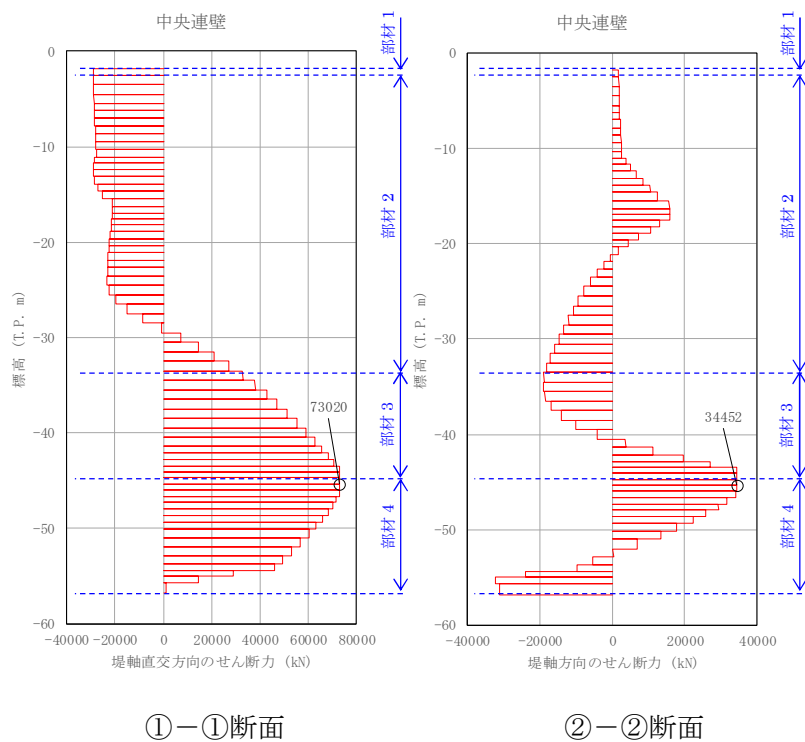 中央連壁
0
-10
-20
-30
-40
-50
-60
標高 (T.P. m)
-40000 -20000 0 20000 40000 60000 80000
堤軸直交方向のせん断力 (kN)
73020
部材1
部材2
部材3
部材4
①－①断面
中央連壁
0
-10
-20
-30
-40
-50
-60
標高 (T.P. m)
-40000 -20000 0 20000 40000
堤軸方向のせん断力 (kN)
34452
部材1
部材2
部材3
部材4
②－②断面